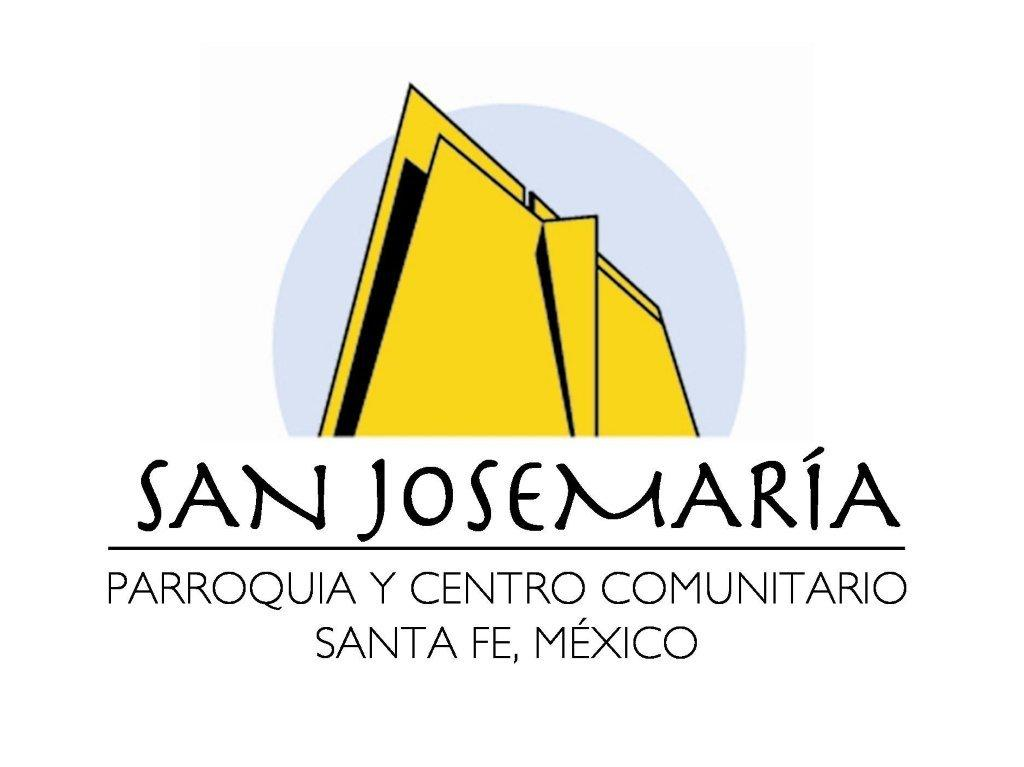 SAN JOSEMARÍA
PARROQUIA Y CENTRO COMUNITARIO
SANTA FE, MÉXICO